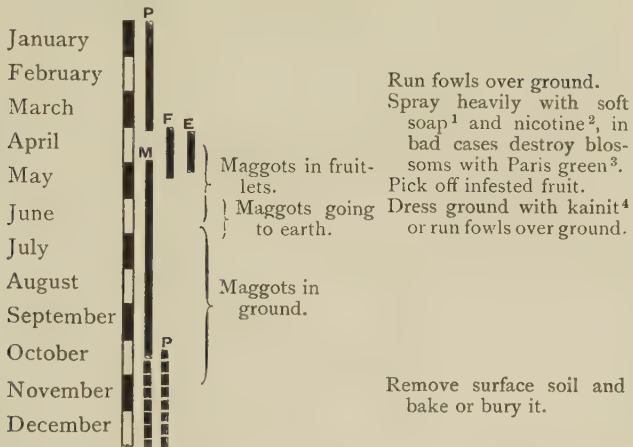 P
January
February
Run fowls over ground.
March
Spray heavily with soft
F E
soap¹ and nicotine², in
April
bad cases destroy blos-
M
Maggots in fruit-
soms with Paris green³.
May
lets.
Pick off infested fruit.
June
Maggots going
Dress ground with kainit⁴
to earth.
or run fowls over ground.
July
August
Maggots in
September
ground.
October
P
November
Remove surface soil and
bake or bury it.
December